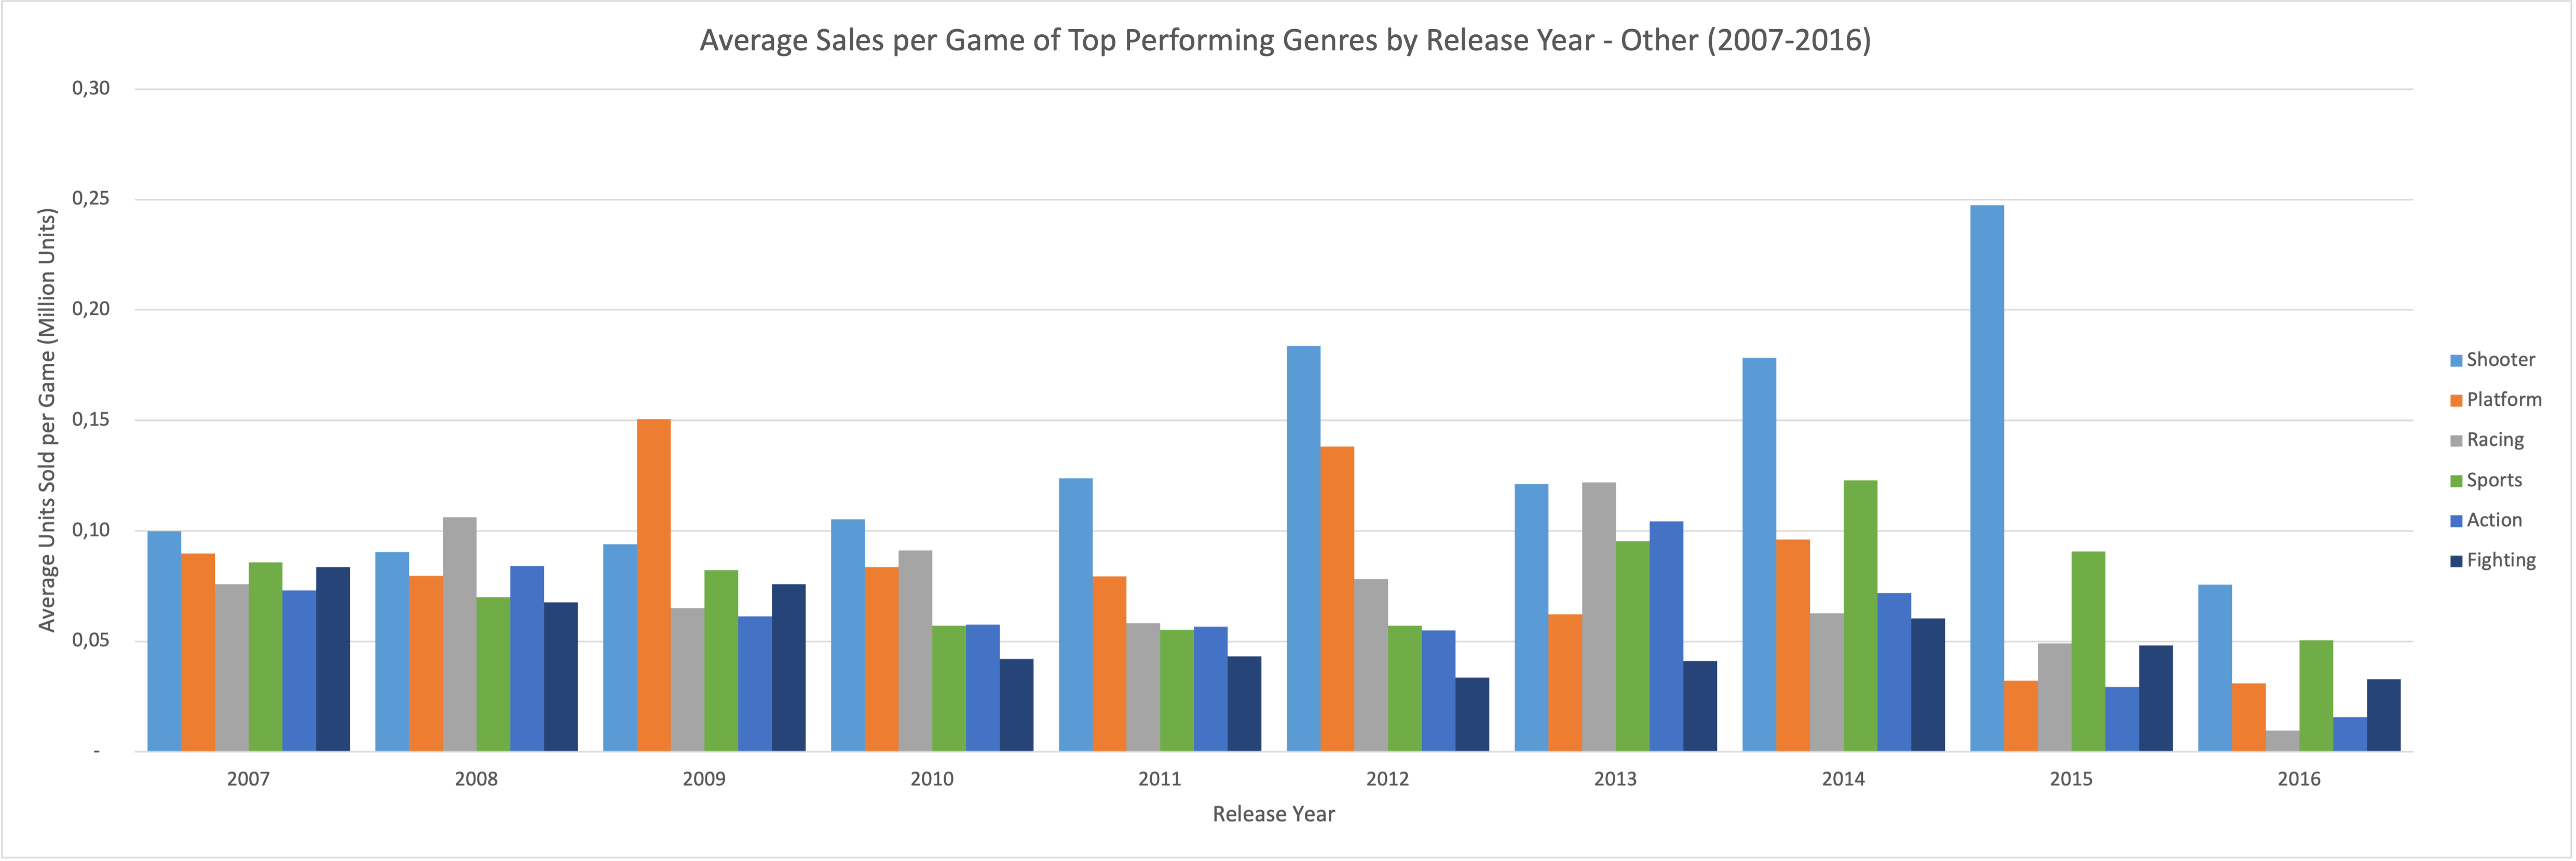 Average Sales per Game of Top Performing Genres by Release Year - Other (2007-2016)
Average Units Sold per Game (Million Units)
0,30
0,25
0,20
0,15
0,10
0,05
-
2007 2008 2009 2010 2011 2012 2013 2014 2015 2016
Release Year
Shooter
Platform
Racing
Sports
Action
Fighting